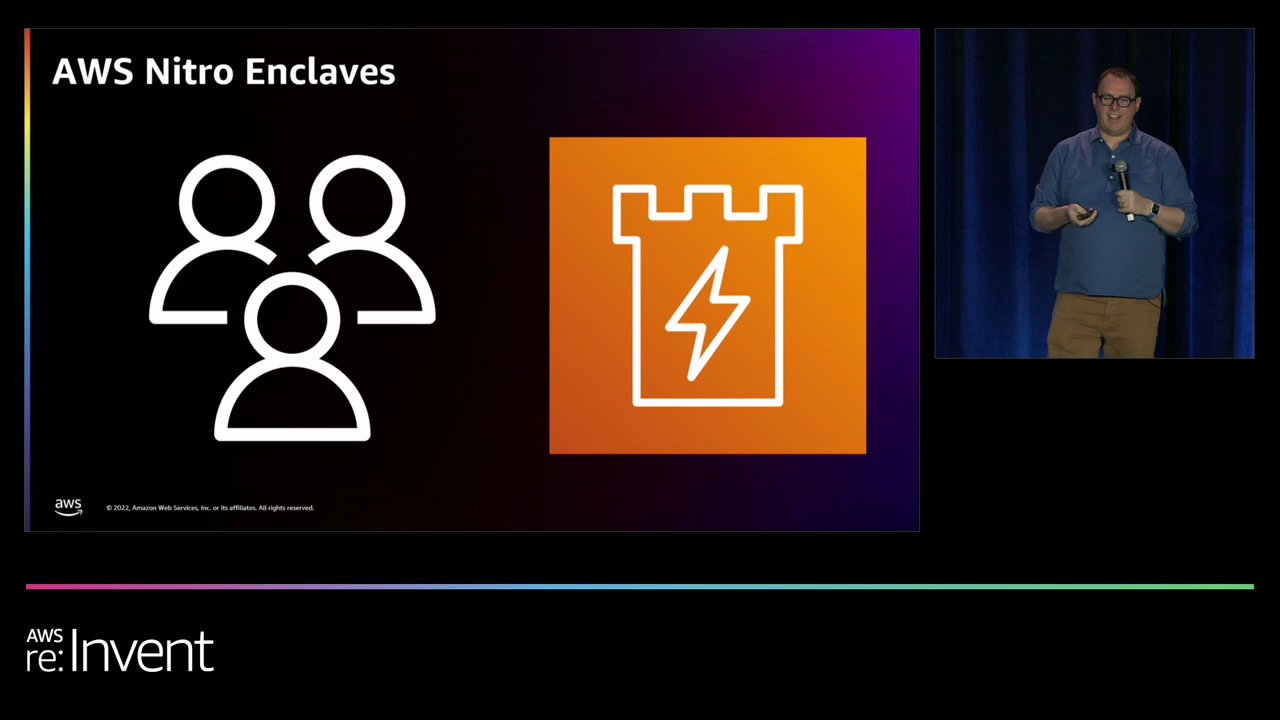 AWS Nitro Enclaves
aws
© 2022, Amazon Web Services, Inc. or its affiliates. All rights reserved.
AWS
re:Invent